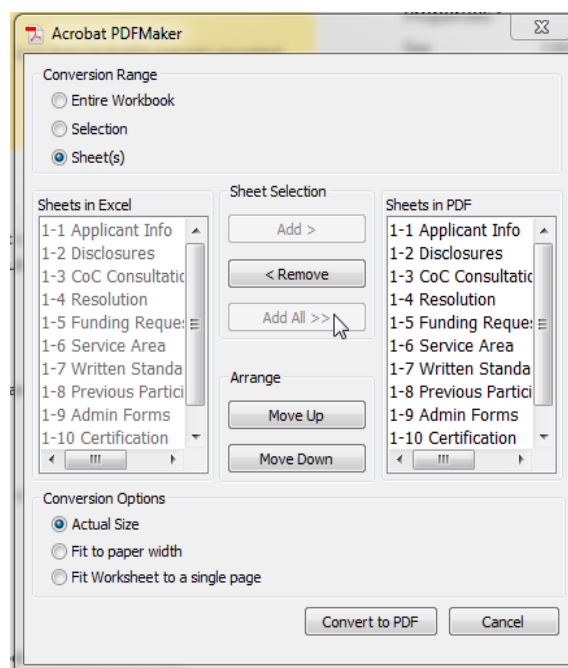 Acrobat PDFMaker
Conversion Range
Entire Workbook
Selection
Sheet(s)
Sheets in Excel
1-1 Applicant Info
1-2 Disclosures
1-3 CoC Consultatic
1-4 Resolution
1-5 Funding Reque
1-6 Service Area
1-7 Written Standa
1-8 Previous Partici
1-9 Admin Forms
1-10 Certification
Sheet Selection
Add >
< Remove
Add All >>
Arrange
Move Up
Move Down
Sheets in PDF
1-1 Applicant Info
1-2 Disclosures
1-3 CoC Consultatic
1-4 Resolution
1-5 Funding Reque
1-6 Service Area
1-7 Written Standa
1-8 Previous Partici
1-9 Admin Forms
1-10 Certification
Conversion Options
Actual Size
Fit to paper width
Fit Worksheet to a single page
Convert to PDF
Cancel